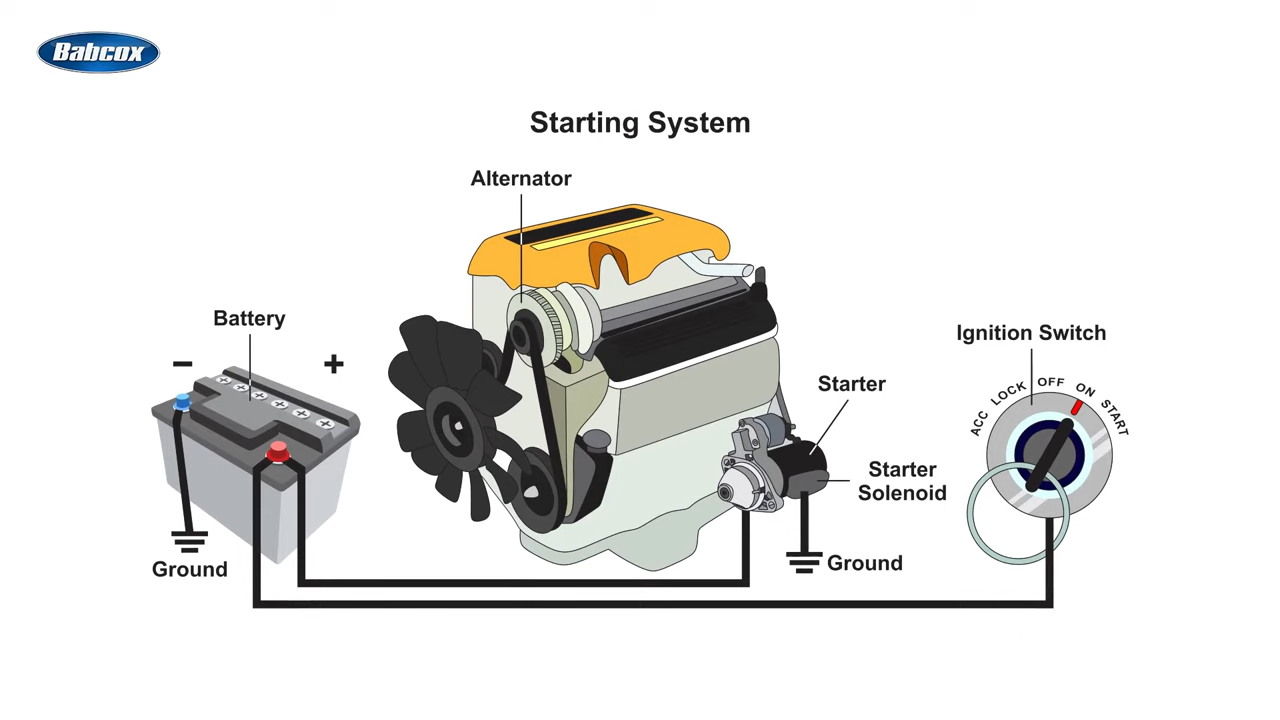 Babcox
Starting System
Alternator
Battery
− +
Ignition Switch
ACC LOCK OFF ON START
Starter
Starter
Solenoid
Ground
Ground